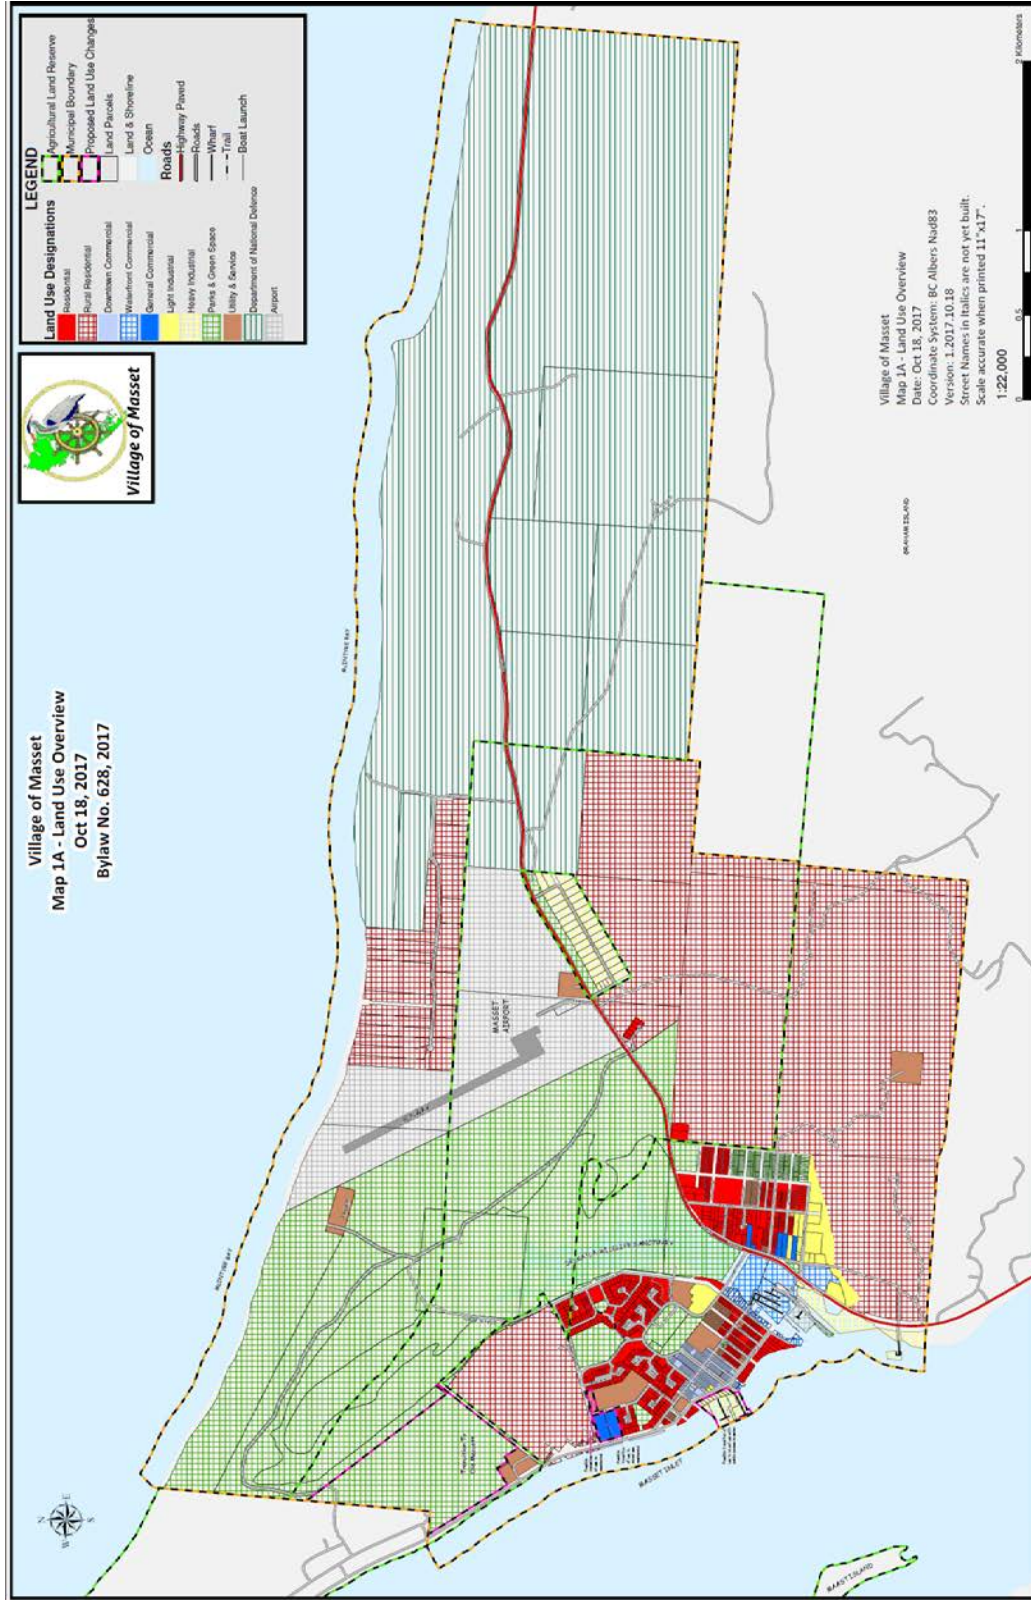 Village of Masset
Map 1A - Land Use Overview
Oct 18, 2017
Bylaw No. 628, 2017
Village of Masset
LEGEND
Land Use Designations
Residential
Rural Residential
Downtown Commercial
Waterfront Commercial
General Commercial
Light Industrial
Heavy Industrial
Parks & Green Space
Utility & Service
Department of National Defence
Airport
Agricultural Land Reserve
Municipal Boundary
Proposed Land Use Changes
Land Parcels
Land & Shoreline
Ocean
Roads
Highway Paved
Roads
Wharf
Trail
Boat Launch
N
W
E
S
MCINTYRE BAY
MCINTYRE BAY
MASSET
AIRPORT
MASSET INLET
MAAST ISLAND
GRAHAM ISLAND
Village of Masset
Map 1A - Land Use Overview
Date: Oct 18, 2017
Coordinate System: BC Albers Nad83
Version: 1.2017.10.18
Street Names in Italics are not yet built.
Scale accurate when printed 11"x17".
1:22,000
0 0.5 1 2 Kilometers